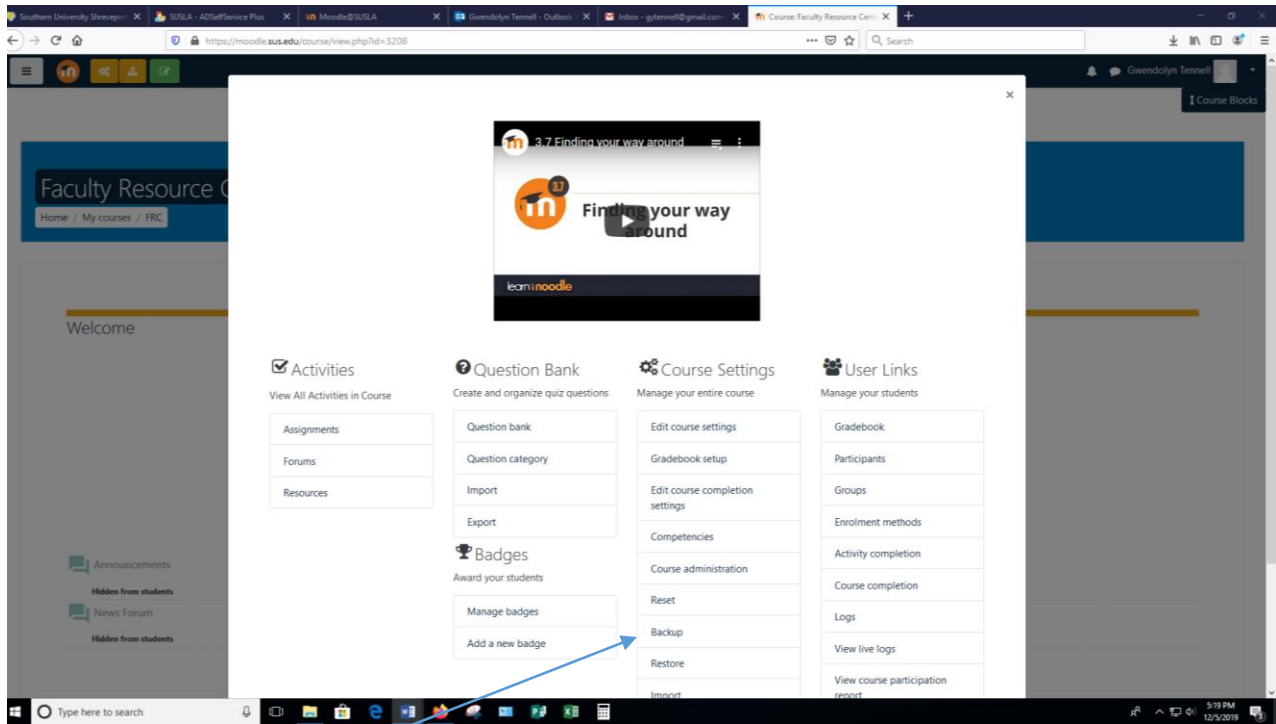 Southern University Shrevepor
SUSLA - ADSelfService Plus
Moodle@SUSLA
Gwendolyn Tennell - Outlook
Inbox - gytennell@gmail.com
Course: Faculty Resource Cent
https://moodle.sus.edu/course/view.php?id=3208
Search
Gwendolyn Tennell
Course Blocks
3.7 Finding your way around
3.7
Finding your way
around
learn moodle
Faculty Resource C
Home / My courses / FRC
Welcome
Activities
View All Activities in Course
Assignments
Forums
Resources
Question Bank
Create and organize quiz questions
Question bank
Question category
Import
Export
Badges
Award your students
Manage badges
Add a new badge
Course Settings
Manage your entire course
Edit course settings
Gradebook setup
Edit course completion
settings
Competencies
Course administration
Reset
Backup
Restore
Import
User Links
Manage your students
Gradebook
Participants
Groups
Enrolment methods
Activity completion
Course completion
Logs
View live logs
View course participation
report
Announcements
Hidden from students
News Forum
Hidden from students
Type here to search
5:19 PM
12/5/2019